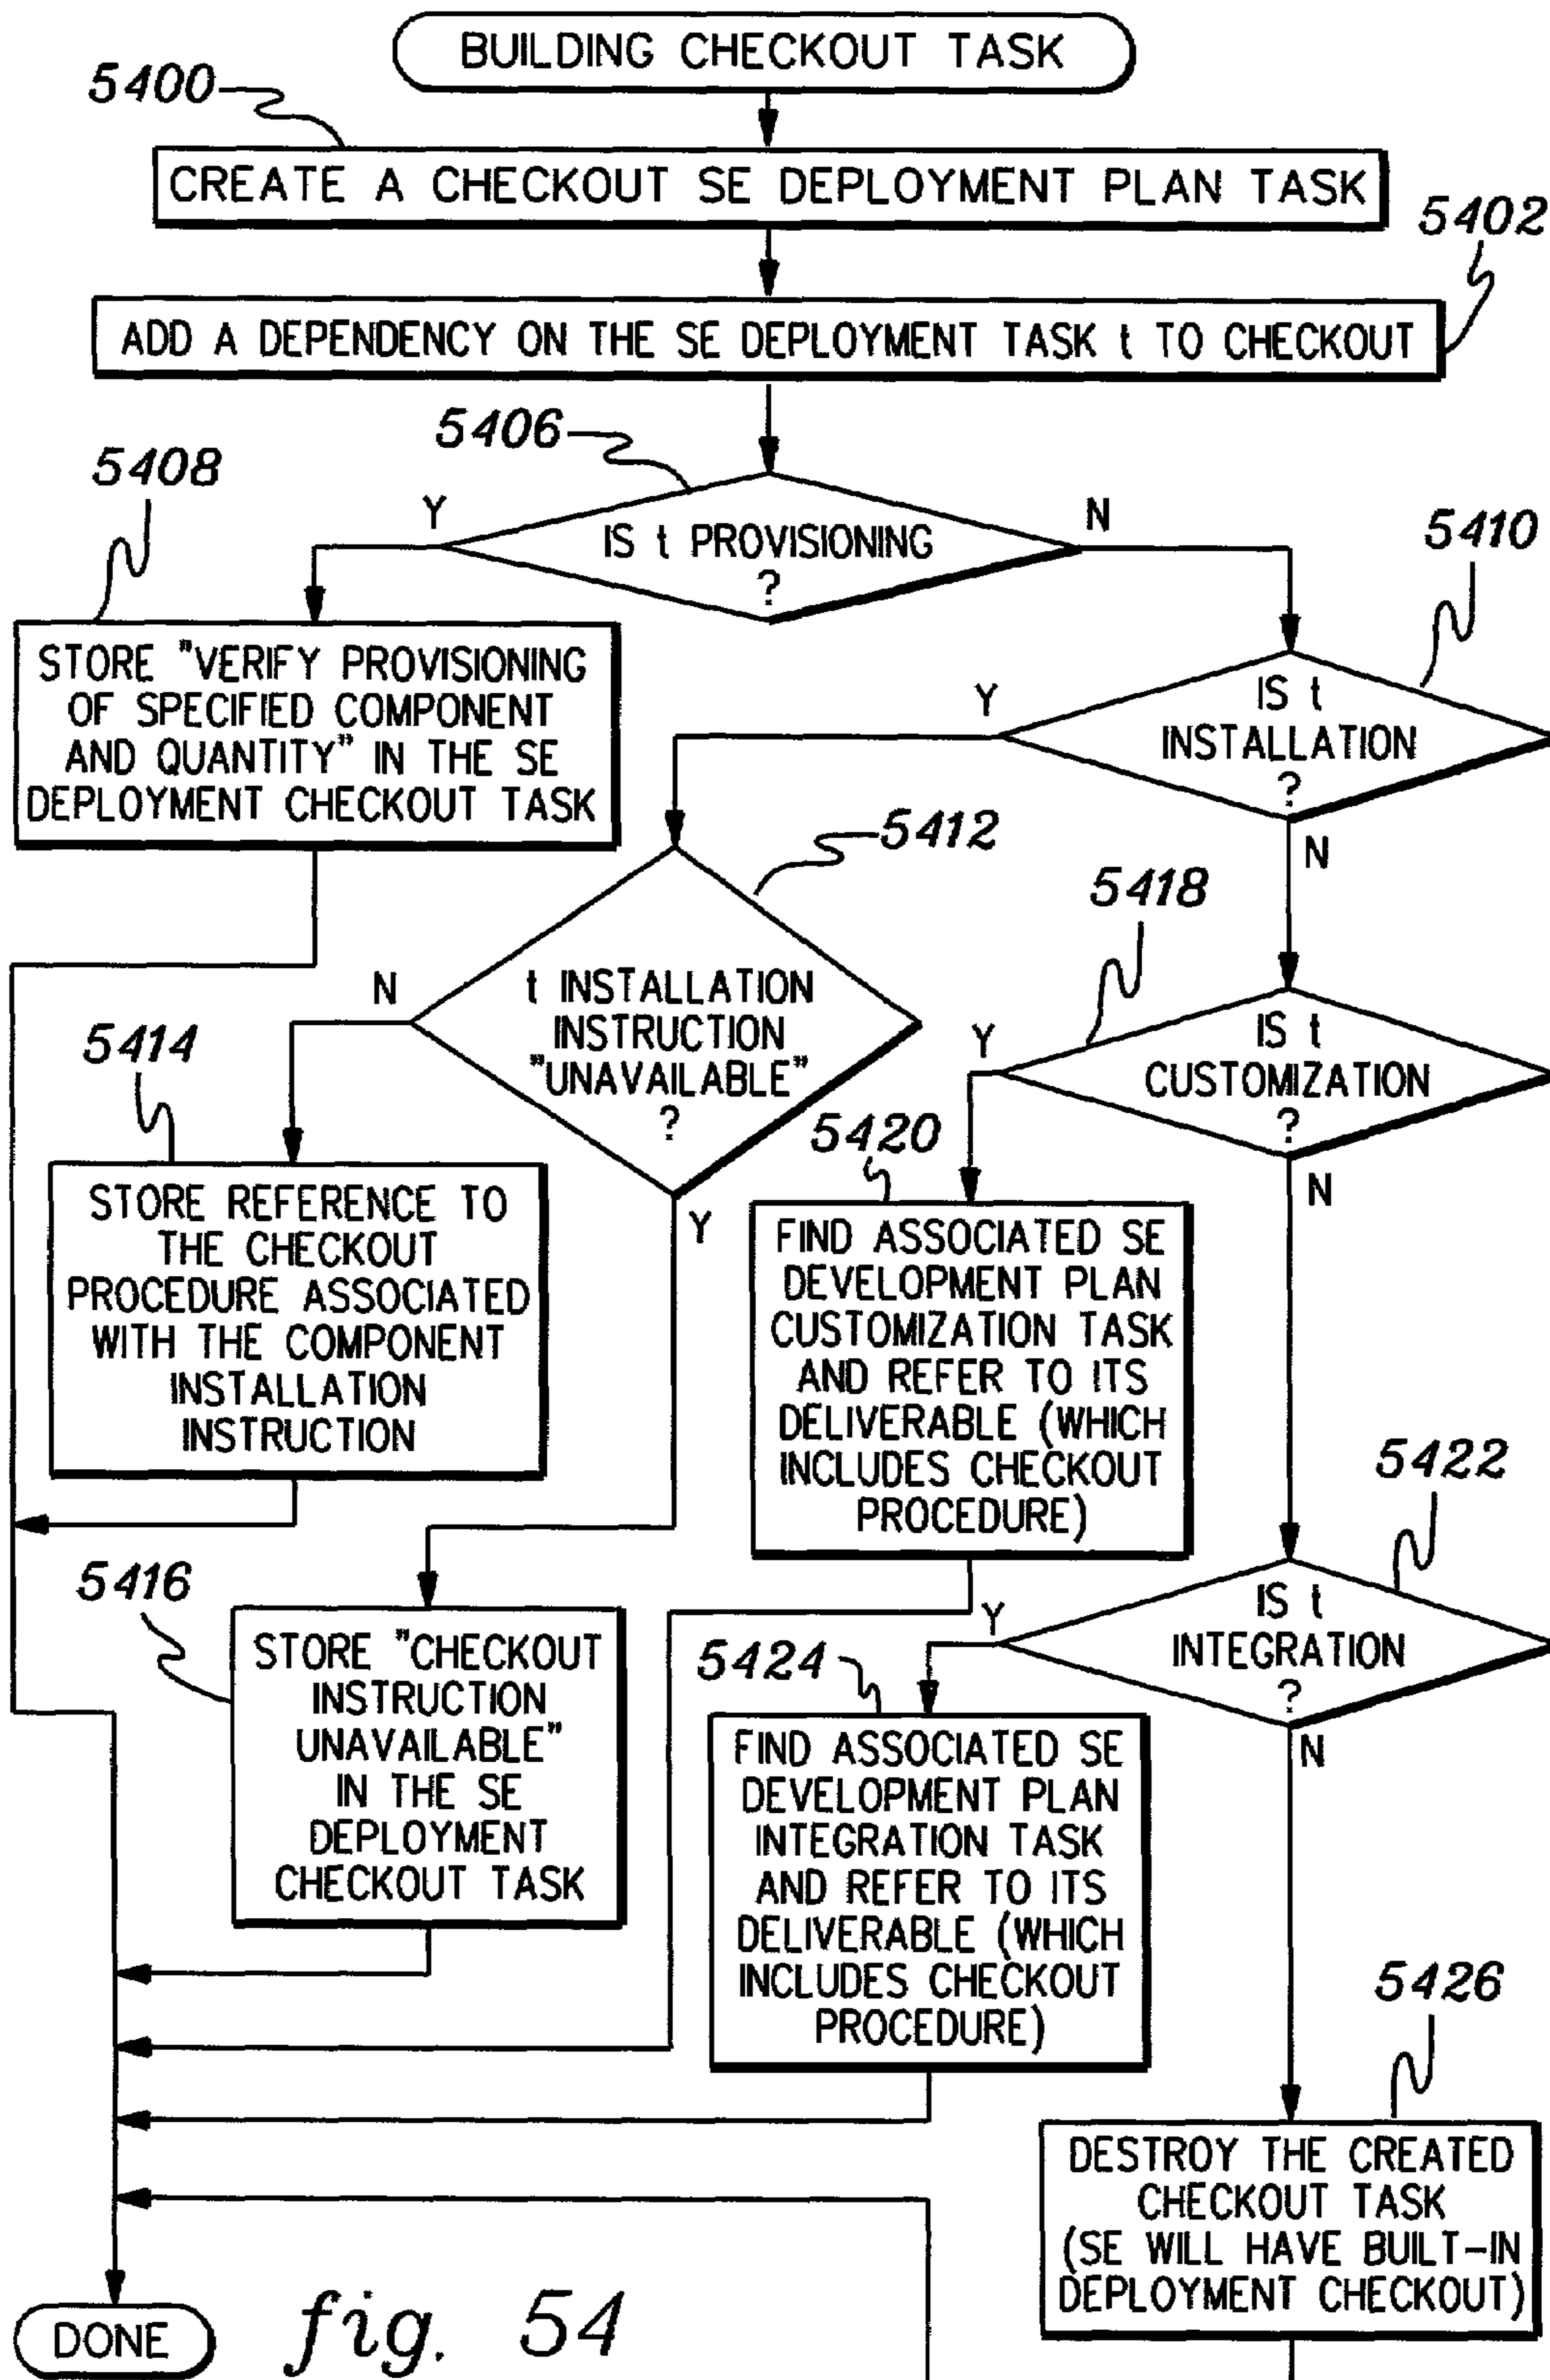 BUILDING CHECKOUT TASK
5400
CREATE A CHECKOUT SE DEPLOYMENT PLAN TASK
5402
ADD A DEPENDENCY ON THE SE DEPLOYMENT TASK t TO CHECKOUT
5406
5408
Y
IS t PROVISIONING
?
N
5410
STORE "VERIFY PROVISIONING
OF SPECIFIED COMPONENT
AND QUANTITY" IN THE SE
DEPLOYMENT CHECKOUT TASK
Y
IS t
INSTALLATION
?
N
5412
5418
N
t INSTALLATION
INSTRUCTION
"UNAVAILABLE"
?
Y
5414
Y
IS t
CUSTOMIZATION
?
N
5420
STORE REFERENCE TO
THE CHECKOUT
PROCEDURE ASSOCIATED
WITH THE COMPONENT
INSTALLATION
INSTRUCTION
FIND ASSOCIATED SE
DEVELOPMENT PLAN
CUSTOMIZATION TASK
AND REFER TO ITS
DELIVERABLE (WHICH
INCLUDES CHECKOUT
PROCEDURE)
5422
5416
Y
IS t
INTEGRATION
?
N
STORE "CHECKOUT
INSTRUCTION
UNAVAILABLE"
IN THE SE
DEPLOYMENT
CHECKOUT TASK
5424
FIND ASSOCIATED SE
DEVELOPMENT PLAN
INTEGRATION TASK
AND REFER TO ITS
DELIVERABLE (WHICH
INCLUDES CHECKOUT
PROCEDURE)
5426
DESTROY THE CREATED
CHECKOUT TASK
(SE WILL HAVE BUILT-IN
DEPLOYMENT CHECKOUT)
DONE
fig. 54